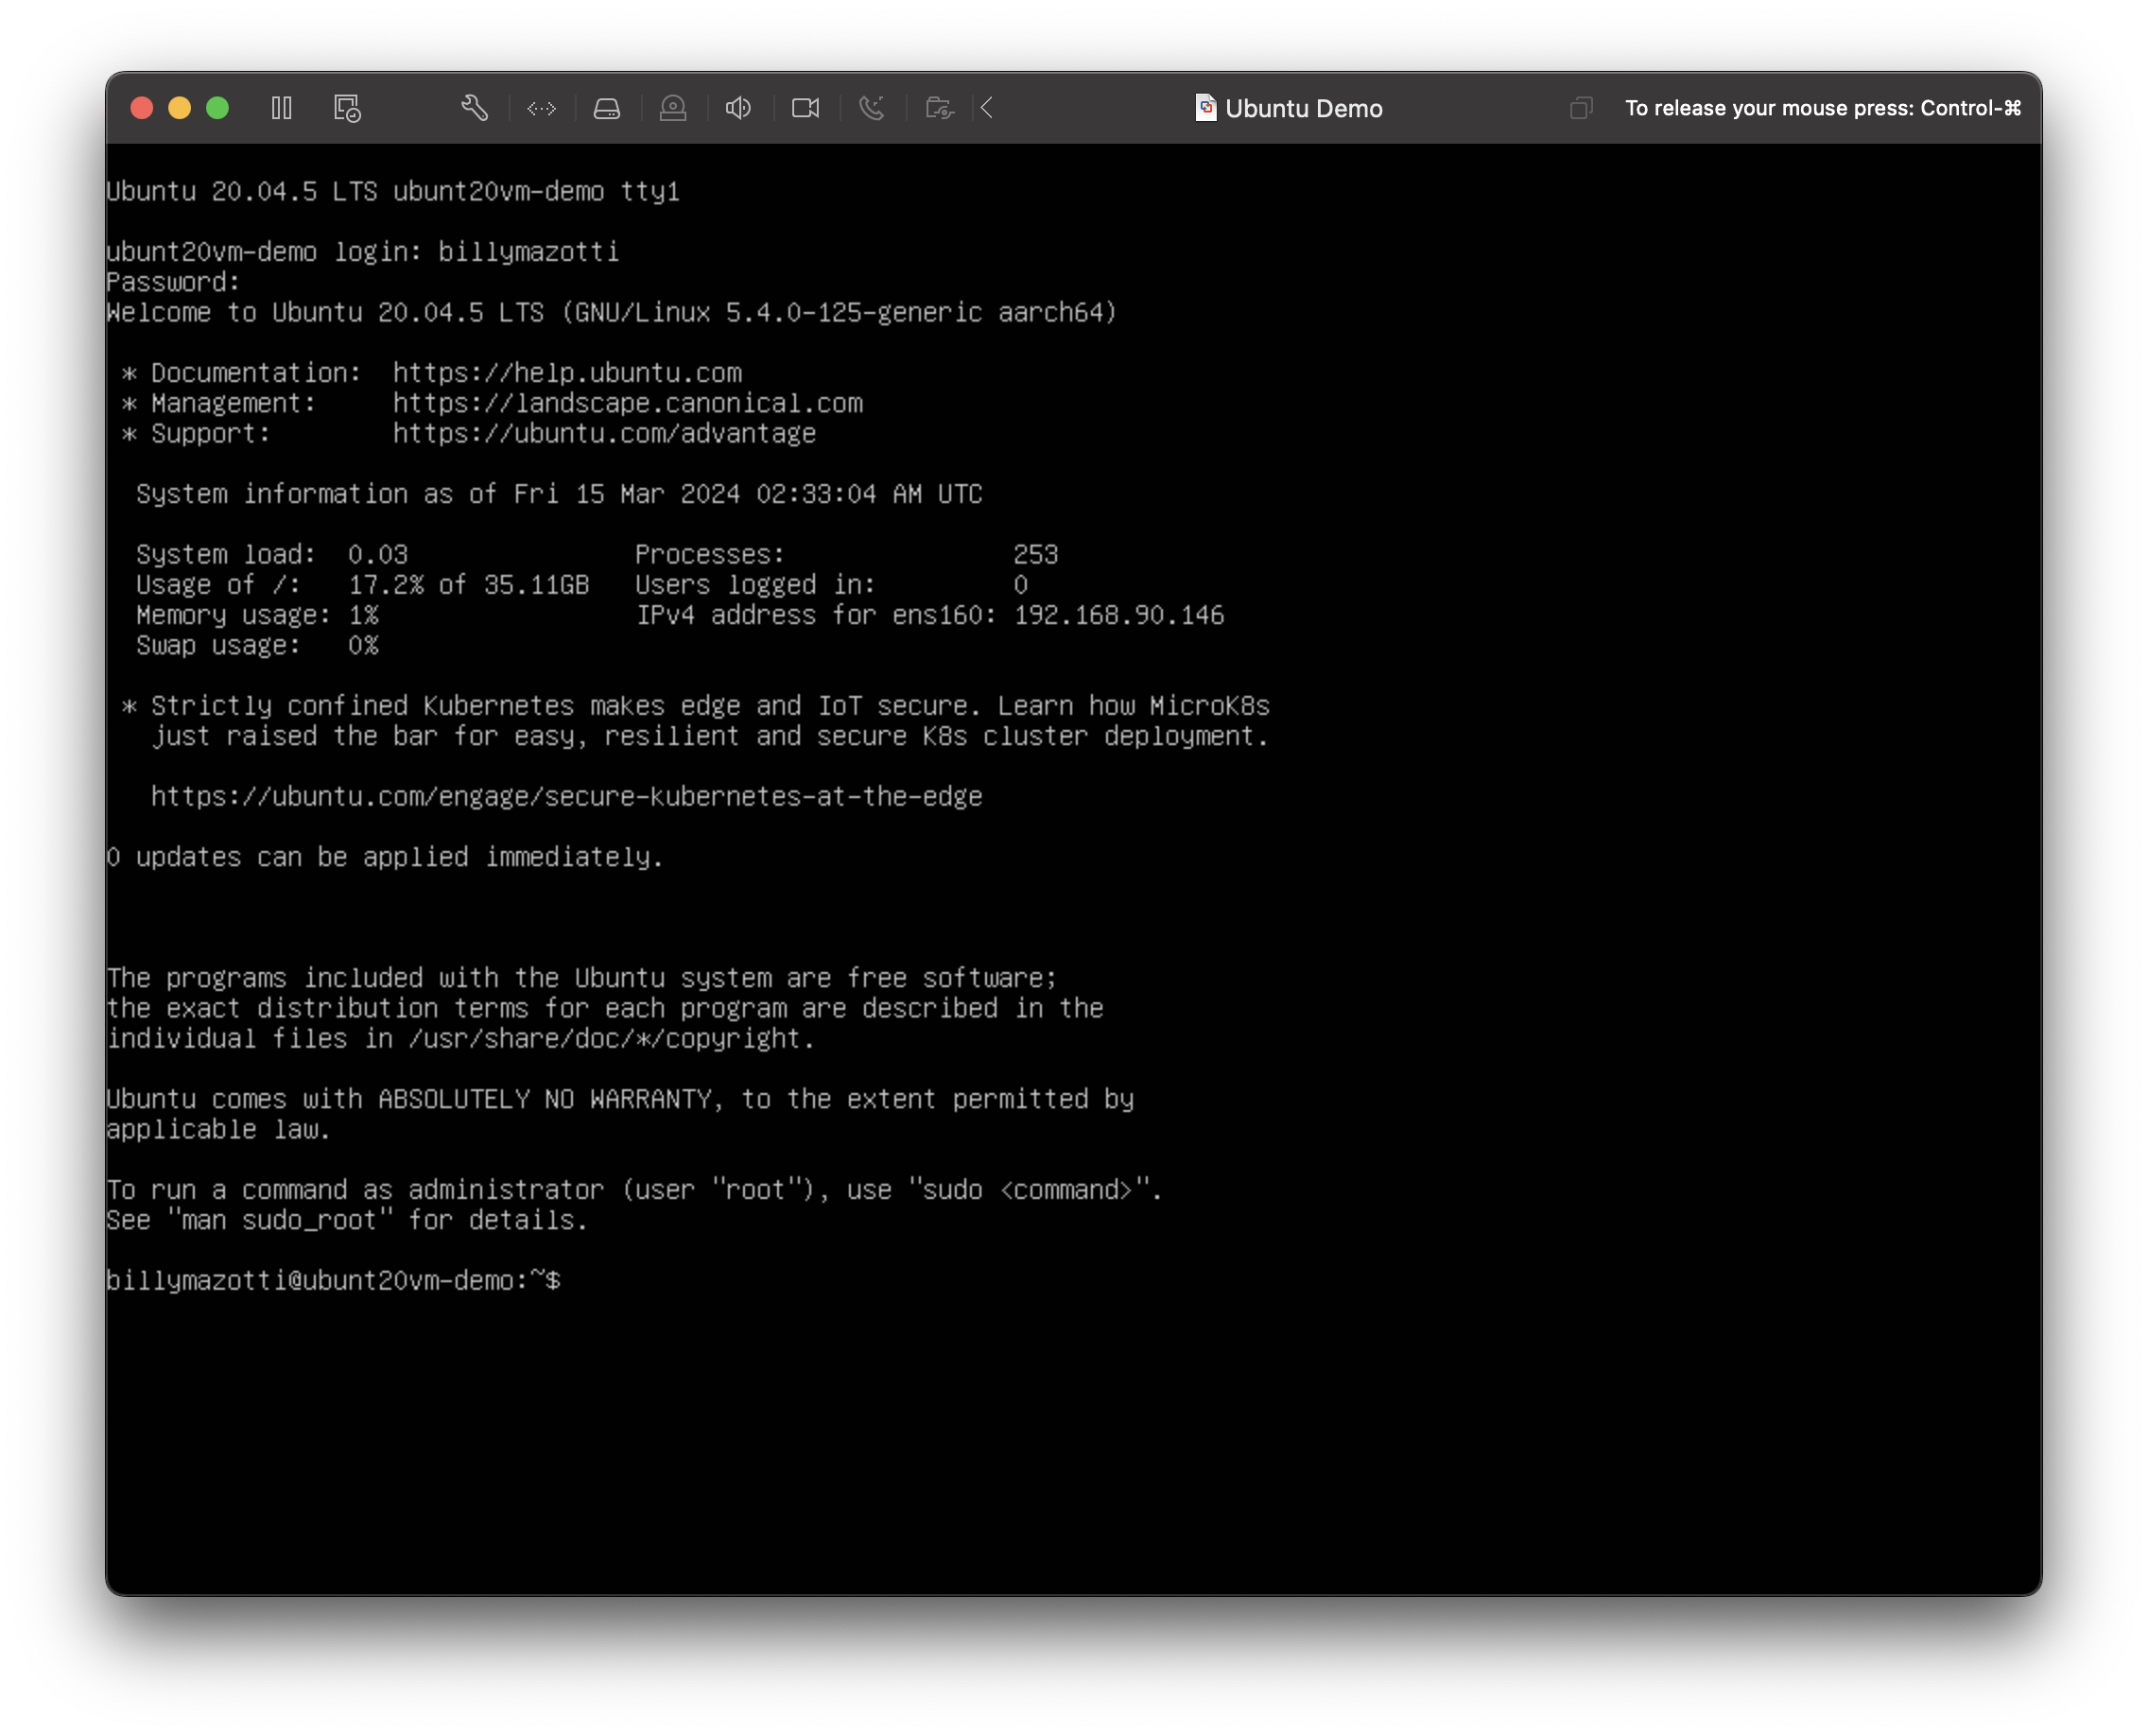 Ubuntu Demo
To release your mouse press: Control-⌘
Ubuntu 20.04.5 LTS ubunt20vm-demo tty1
ubunt20vm-demo login: billymazotti
Password:
Welcome to Ubuntu 20.04.5 LTS (GNU/Linux 5.4.0-125-generic aarch64)
* Documentation:  https://help.ubuntu.com
* Management:     https://landscape.canonical.com
* Support:        https://ubuntu.com/advantage
System information as of Fri 15 Mar 2024 02:33:04 AM UTC
System load:  0.03               Processes:               253
Usage of /:   17.2% of 35.11GB   Users logged in:         0
Memory usage: 1%                 IPv4 address for ens160: 192.168.90.146
Swap usage:   0%
* Strictly confined Kubernetes makes edge and IoT secure. Learn how MicroK8s
just raised the bar for easy, resilient and secure K8s cluster deployment.
https://ubuntu.com/engage/secure-kubernetes-at-the-edge
0 updates can be applied immediately.
The programs included with the Ubuntu system are free software;
the exact distribution terms for each program are described in the
individual files in /usr/share/doc/*/copyright.
Ubuntu comes with ABSOLUTELY NO WARRANTY, to the extent permitted by
applicable law.
To run a command as administrator (user "root"), use "sudo <command>".
See "man sudo_root" for details.
billymazotti@ubunt20vm-demo:~$